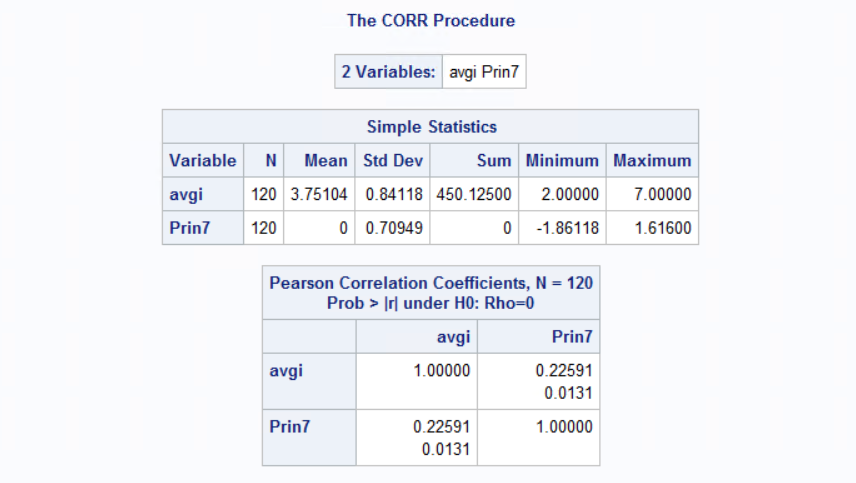 The CORR Procedure
2 Variables: avgi Prin7
Simple Statistics
Variable N Mean Std Dev Sum Minimum Maximum
avgi 120 3.75104 0.84118 450.12500 2.00000 7.00000
Prin7 120 0 0.70949 0 -1.86118 1.61600
Pearson Correlation Coefficients, N = 120
Prob > |r| under H0: Rho=0
avgi Prin7
avgi 1.00000 0.22591
0.0131
Prin7 0.22591 1.00000
0.0131